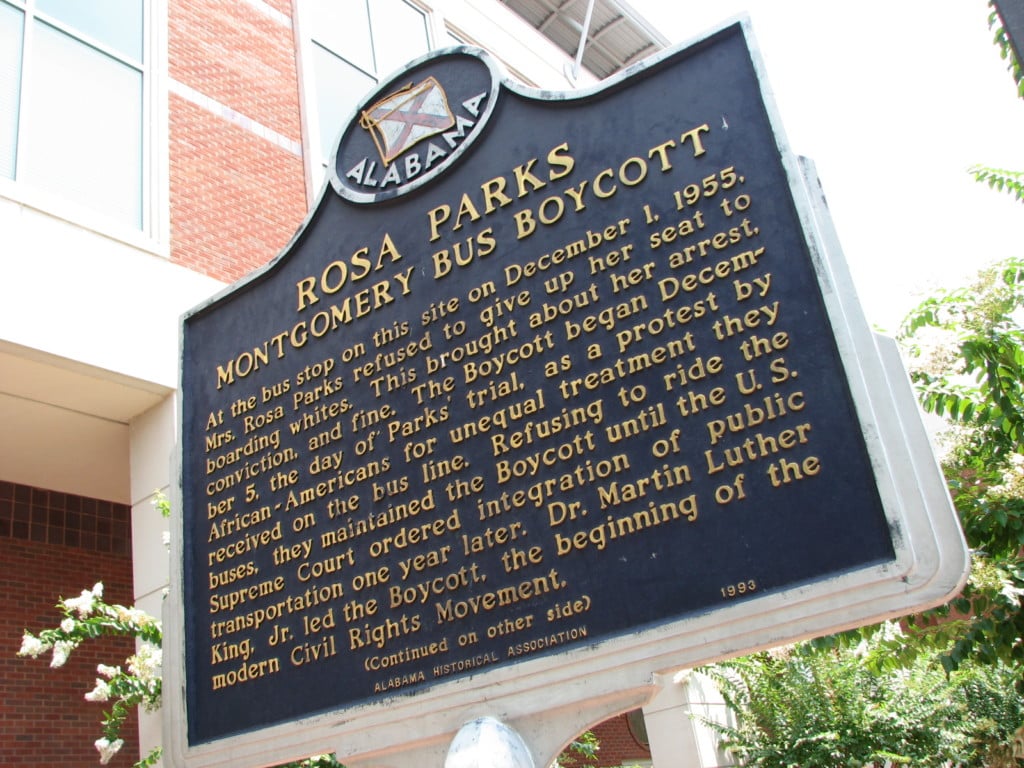 ALABAMA
ROSA PARKS
MONTGOMERY BUS BOYCOTT
At the bus stop on this site on December 1, 1955,
Mrs. Rosa Parks refused to give up her seat to
boarding whites. This brought about her arrest,
conviction, and fine. The Boycott began Decem-
ber 5, the day of Parks' trial, as a protest by
African-Americans for unequal treatment they
received on the bus line. Refusing to ride the
buses, they maintained the Boycott until the U. S.
Supreme Court ordered integration of public
transportation one year later. Dr. Martin Luther
King, Jr. led the Boycott, the beginning of the
modern Civil Rights Movement.
(Continued on other side)
ALABAMA HISTORICAL ASSOCIATION
1993